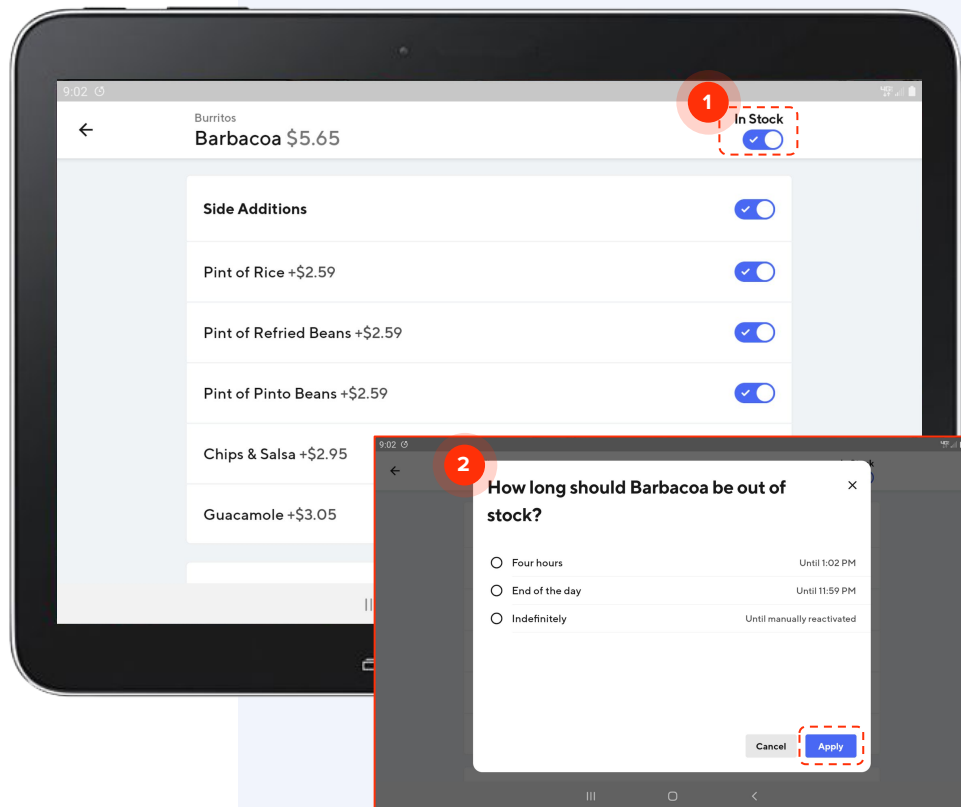 9:02
Burritos
Barbacoa $5.65
1
In Stock
Side Additions
Pint of Rice +$2.59
Pint of Refried Beans +$2.59
Pint of Pinto Beans +$2.59
Chips & Salsa +$2.95
Guacamole +$3.05
9:02
2
How long should Barbacoa be out of
stock?
Four hours Until 1:02 PM
End of the day Until 11:59 PM
Indefinitely Until manually reactivated
Cancel Apply